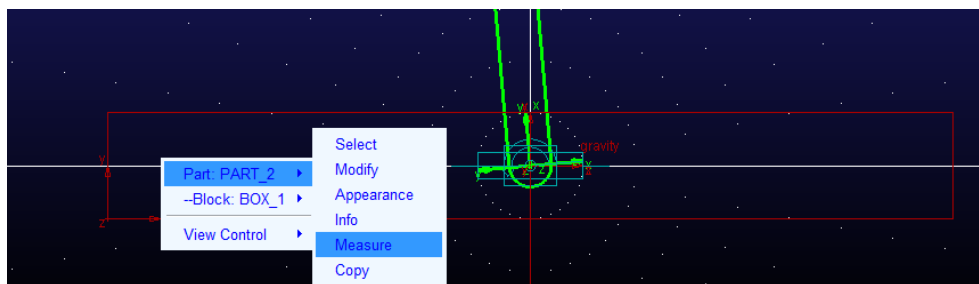 y
x
gravity
y
x
z
z
y
z
Part: PART_2
--Block: BOX_1
View Control
Select
Modify
Appearance
Info
Measure
Copy